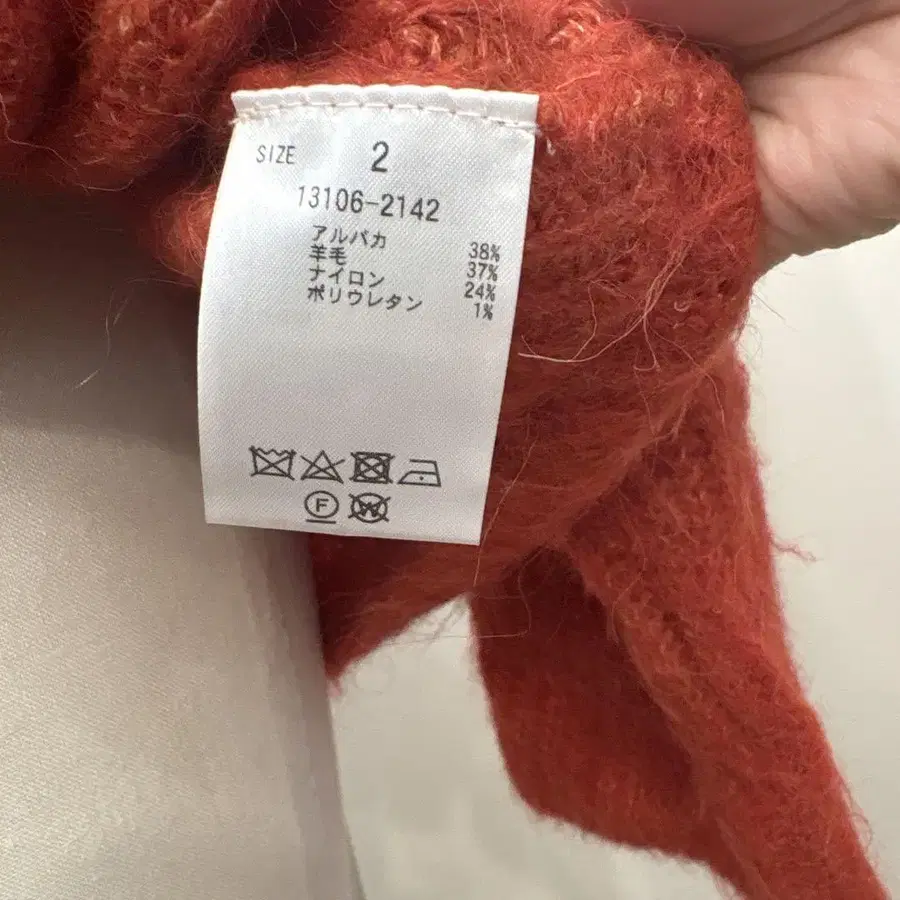 SIZE 2
13106-2142
アルパカ 38%
羊毛 37%
ナイロン 24%
ポリウレタン 1%
F W